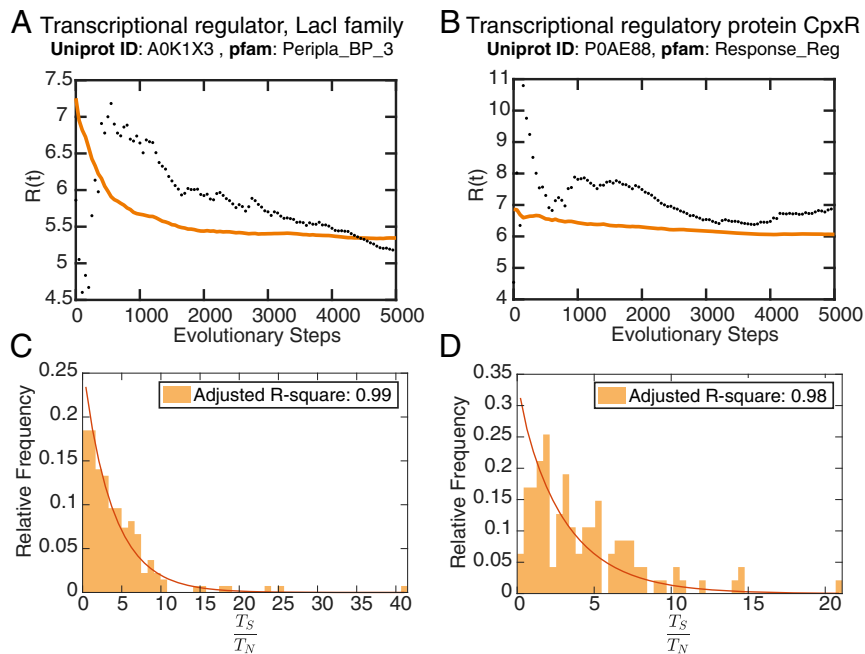 A Transcriptional regulator, LacI family
Uniprot ID: A0K1X3 , pfam: Peripla_BP_3
7.5
7
6.5
6
5.5
5
4.5
R(t)
0 1000 2000 3000 4000 5000
Evolutionary Steps
B Transcriptional regulatory protein CpxR
Uniprot ID: P0AE88, pfam: Response_Reg
11
10
9
8
7
6
5
4
R(t)
0 1000 2000 3000 4000 5000
Evolutionary Steps
C
0.25
0.2
0.15
0.1
0.05
0
Relative Frequency
Adjusted R-square: 0.99
0 5 10 15 20 25 30 35 40
T_S
T_N
D
0.35
0.3
0.25
0.2
0.15
0.1
0.05
0
Relative Frequency
Adjusted R-square: 0.98
0 5 10 15 20
T_S
T_N